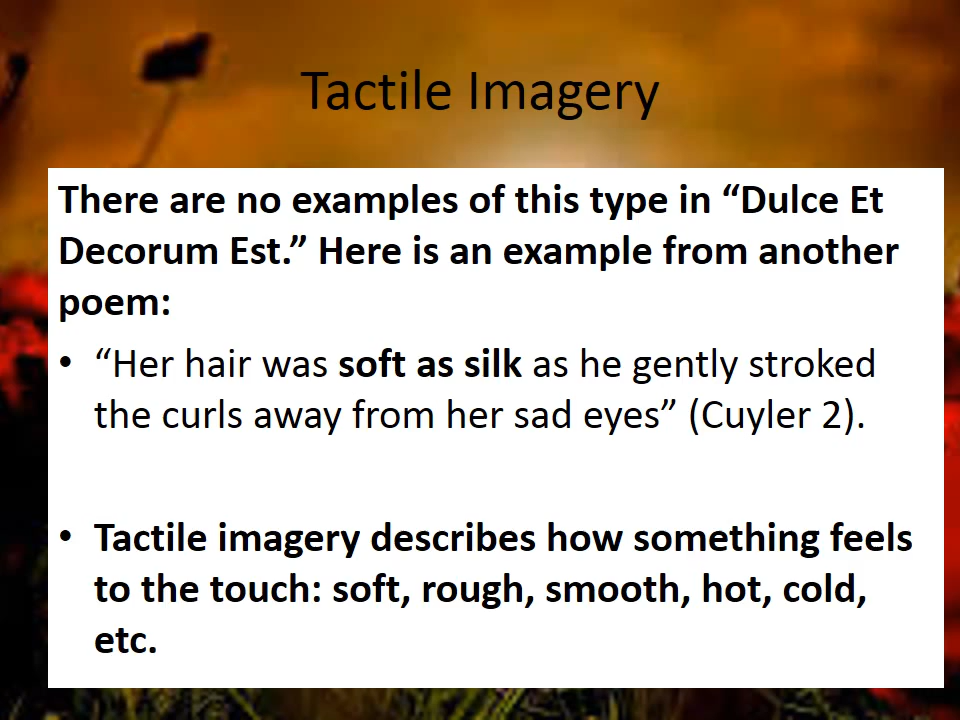 Tactile Imagery
There are no examples of this type in “Dulce Et
Decorum Est.” Here is an example from another
poem:
• “Her hair was soft as silk as he gently stroked
the curls away from her sad eyes” (Cuyler 2).
• Tactile imagery describes how something feels
to the touch: soft, rough, smooth, hot, cold,
etc.